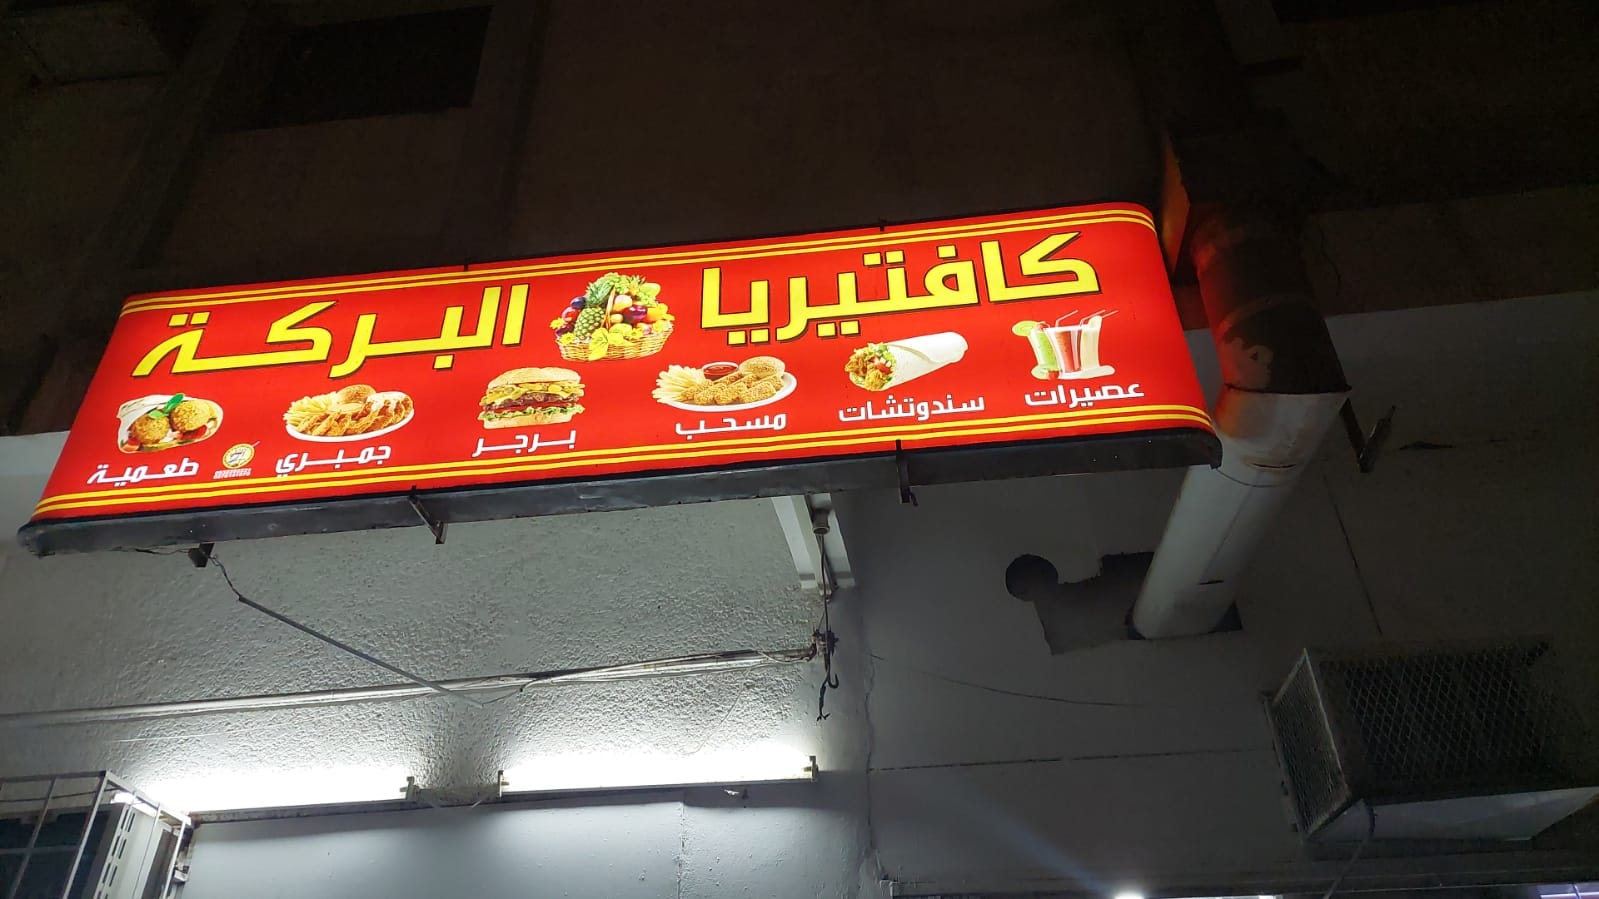 كافتيريا البركة
عصيرات
سندوتشات
مسحب
برجر
جمبري
طعمية